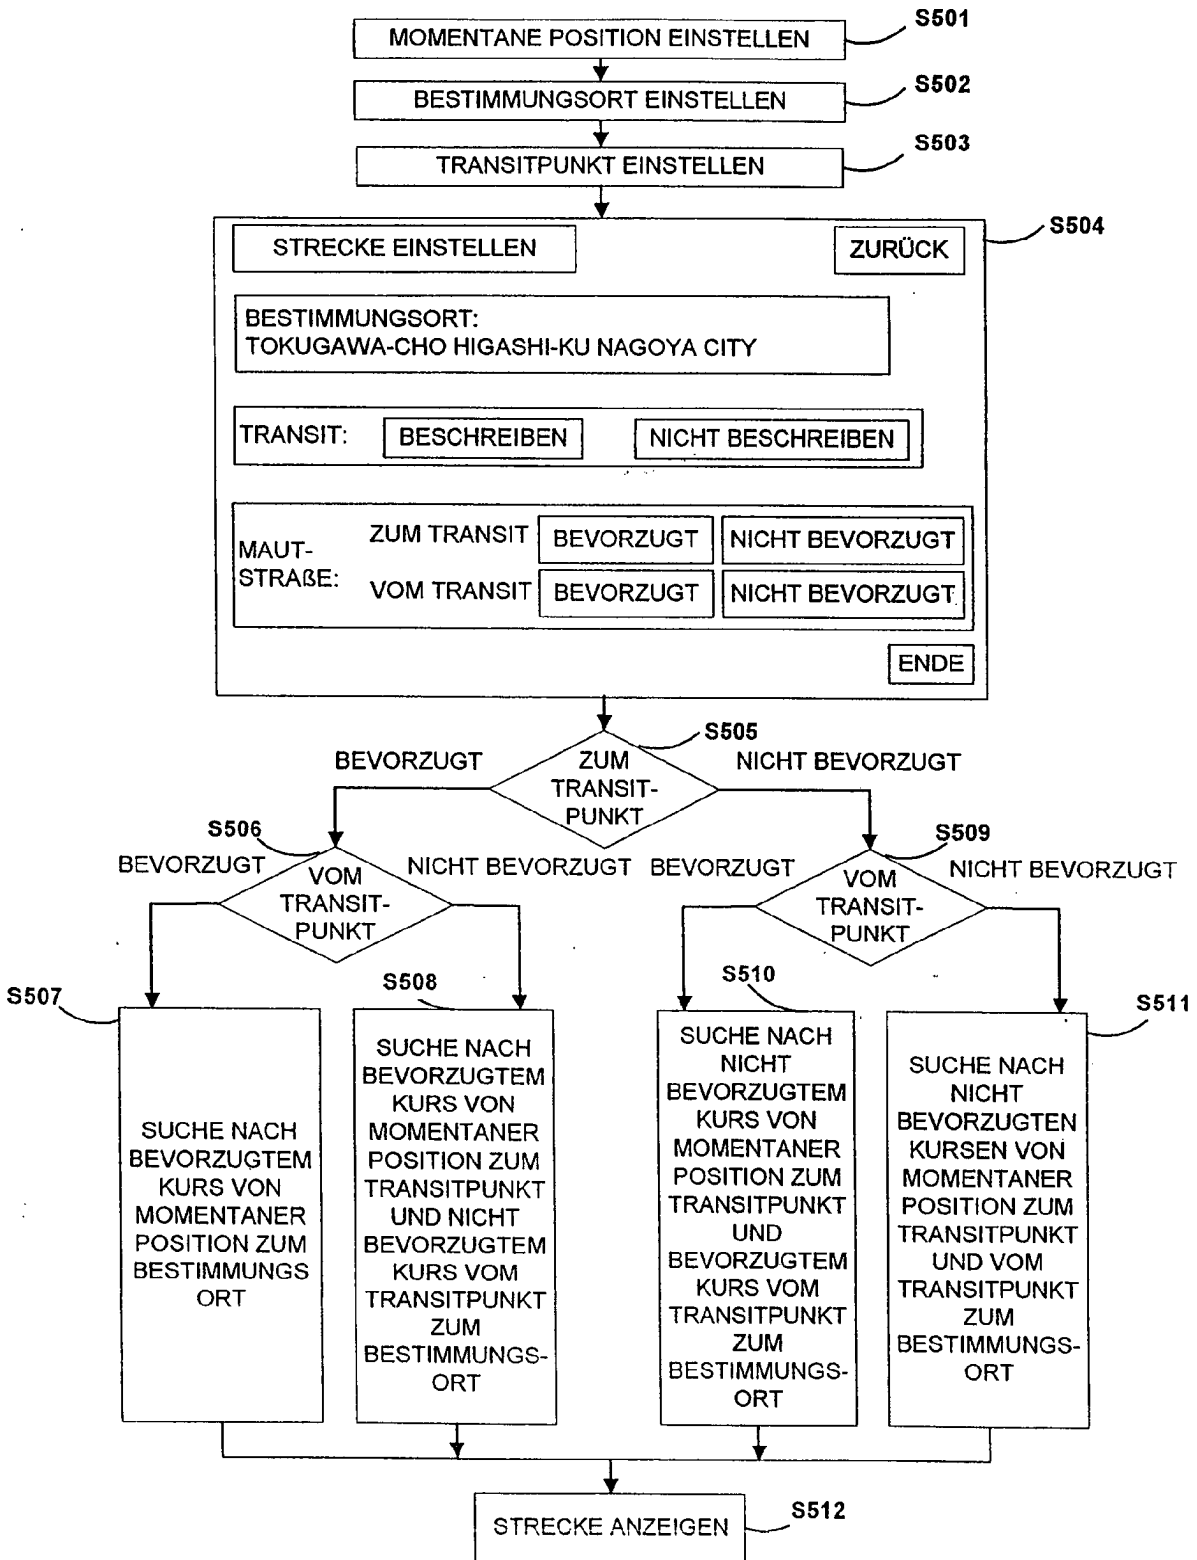 S501
MOMENTANE POSITION EINSTELLEN
S502
BESTIMMUNGSORT EINSTELLEN
S503
TRANSITPUNKT EINSTELLEN
S504
STRECKE EINSTELLEN
ZURÜCK
BESTIMMUNGSORT:
TOKUGAWA-CHO HIGASHI-KU NAGOYA CITY
TRANSIT:
BESCHREIBEN
NICHT BESCHREIBEN
MAUT-
STRAßE:
ZUM TRANSIT
BEVORZUGT
NICHT BEVORZUGT
VOM TRANSIT
BEVORZUGT
NICHT BEVORZUGT
ENDE
S505
BEVORZUGT
ZUM
TRANSIT-
PUNKT
NICHT BEVORZUGT
S506
BEVORZUGT
VOM
TRANSIT-
PUNKT
NICHT BEVORZUGT
S509
BEVORZUGT
VOM
TRANSIT-
PUNKT
NICHT BEVORZUGT
S507
SUCHE NACH
BEVORZUGTEM
KURS VON
MOMENTANER
POSITION ZUM
BESTIMMUNGS
ORT
S508
SUCHE NACH
BEVORZUGTEM
KURS VON
MOMENTANER
POSITION ZUM
TRANSITPUNKT
UND NICHT
BEVORZUGTEM
KURS VOM
TRANSITPUNKT
ZUM
BESTIMMUNGS-
ORT
S510
SUCHE NACH
NICHT
BEVORZUGTEM
KURS VON
MOMENTANER
POSITION ZUM
TRANSITPUNKT
UND
BEVORZUGTEM
KURS VOM
TRANSITPUNKT
ZUM
BESTIMMUNGS-
ORT
S511
SUCHE NACH
NICHT
BEVORZUGTEN
KURSEN VON
MOMENTANER
POSITION ZUM
TRANSITPUNKT
UND VOM
TRANSITPUNKT
ZUM
BESTIMMUNGS-
ORT
S512
STRECKE ANZEIGEN